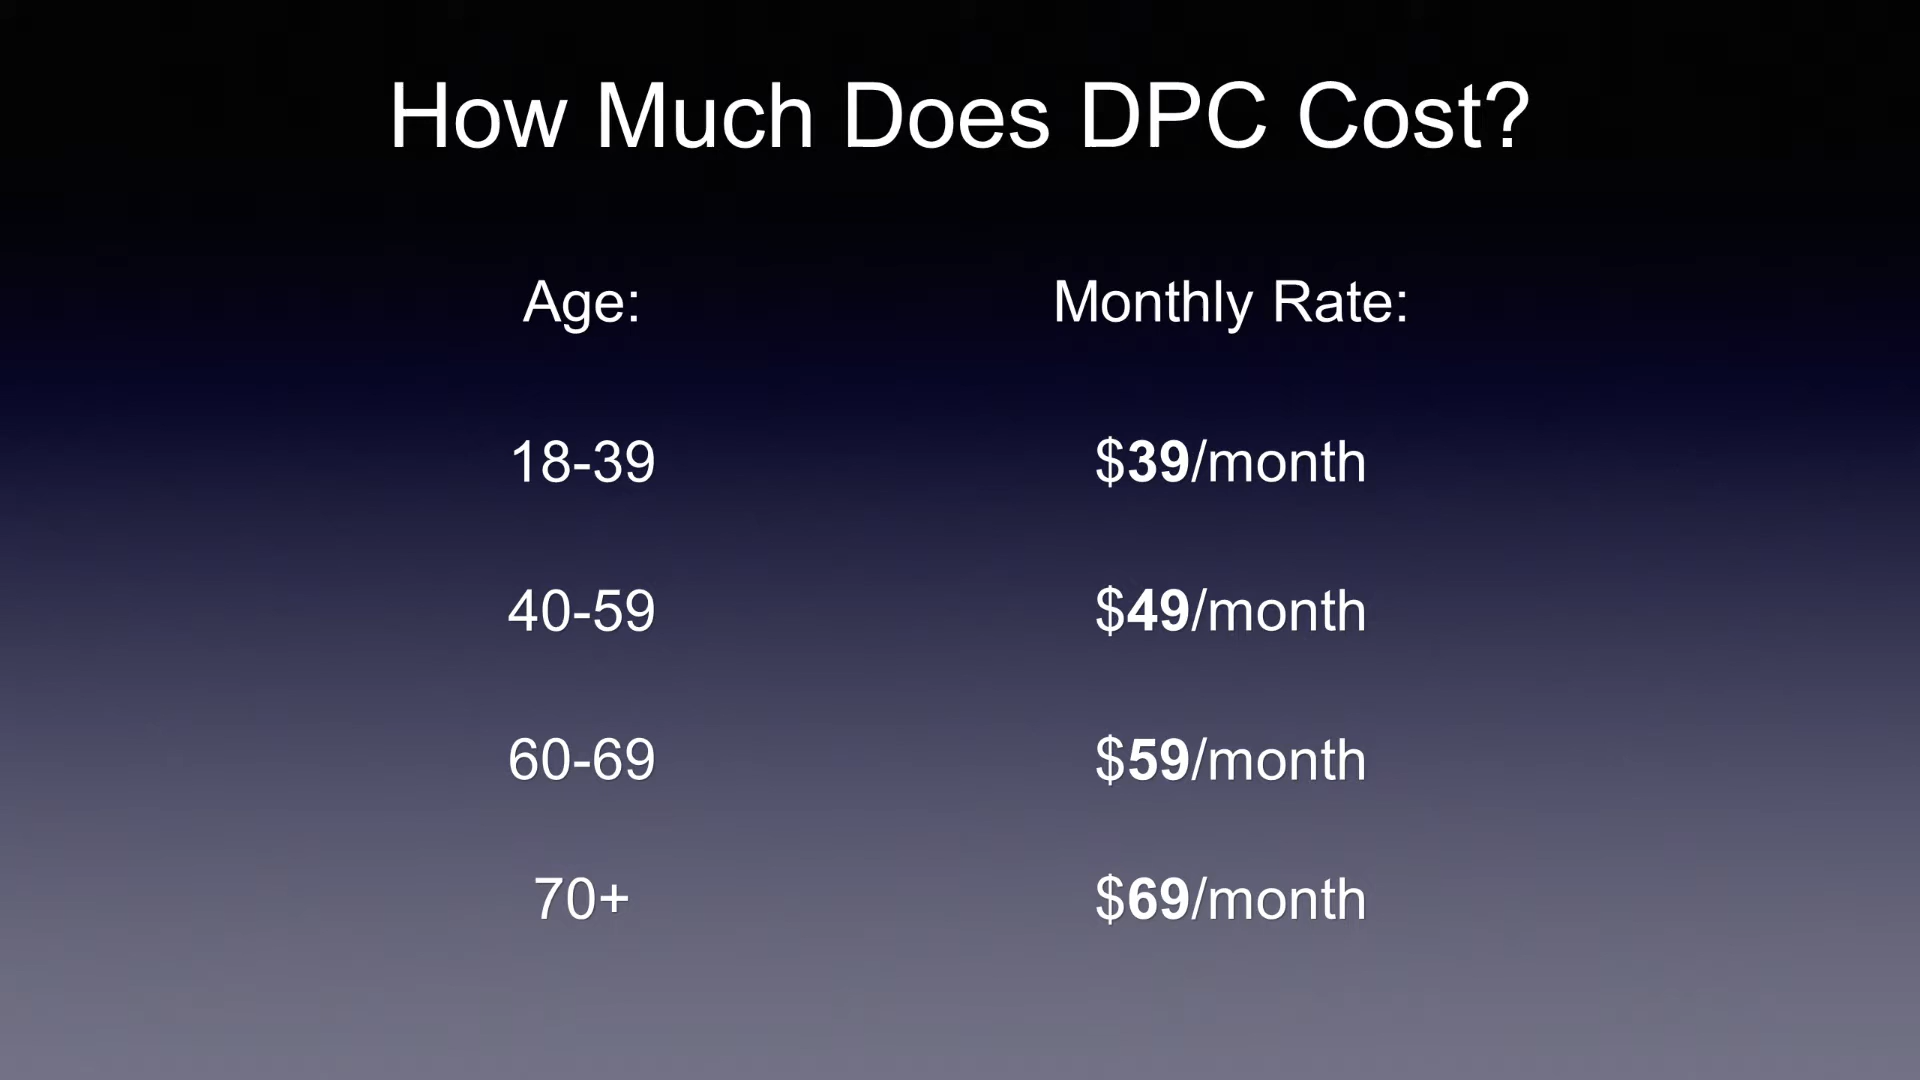 How Much Does DPC Cost?
Age: Monthly Rate:
18-39 $39/month
40-59 $49/month
60-69 $59/month
70+ $69/month